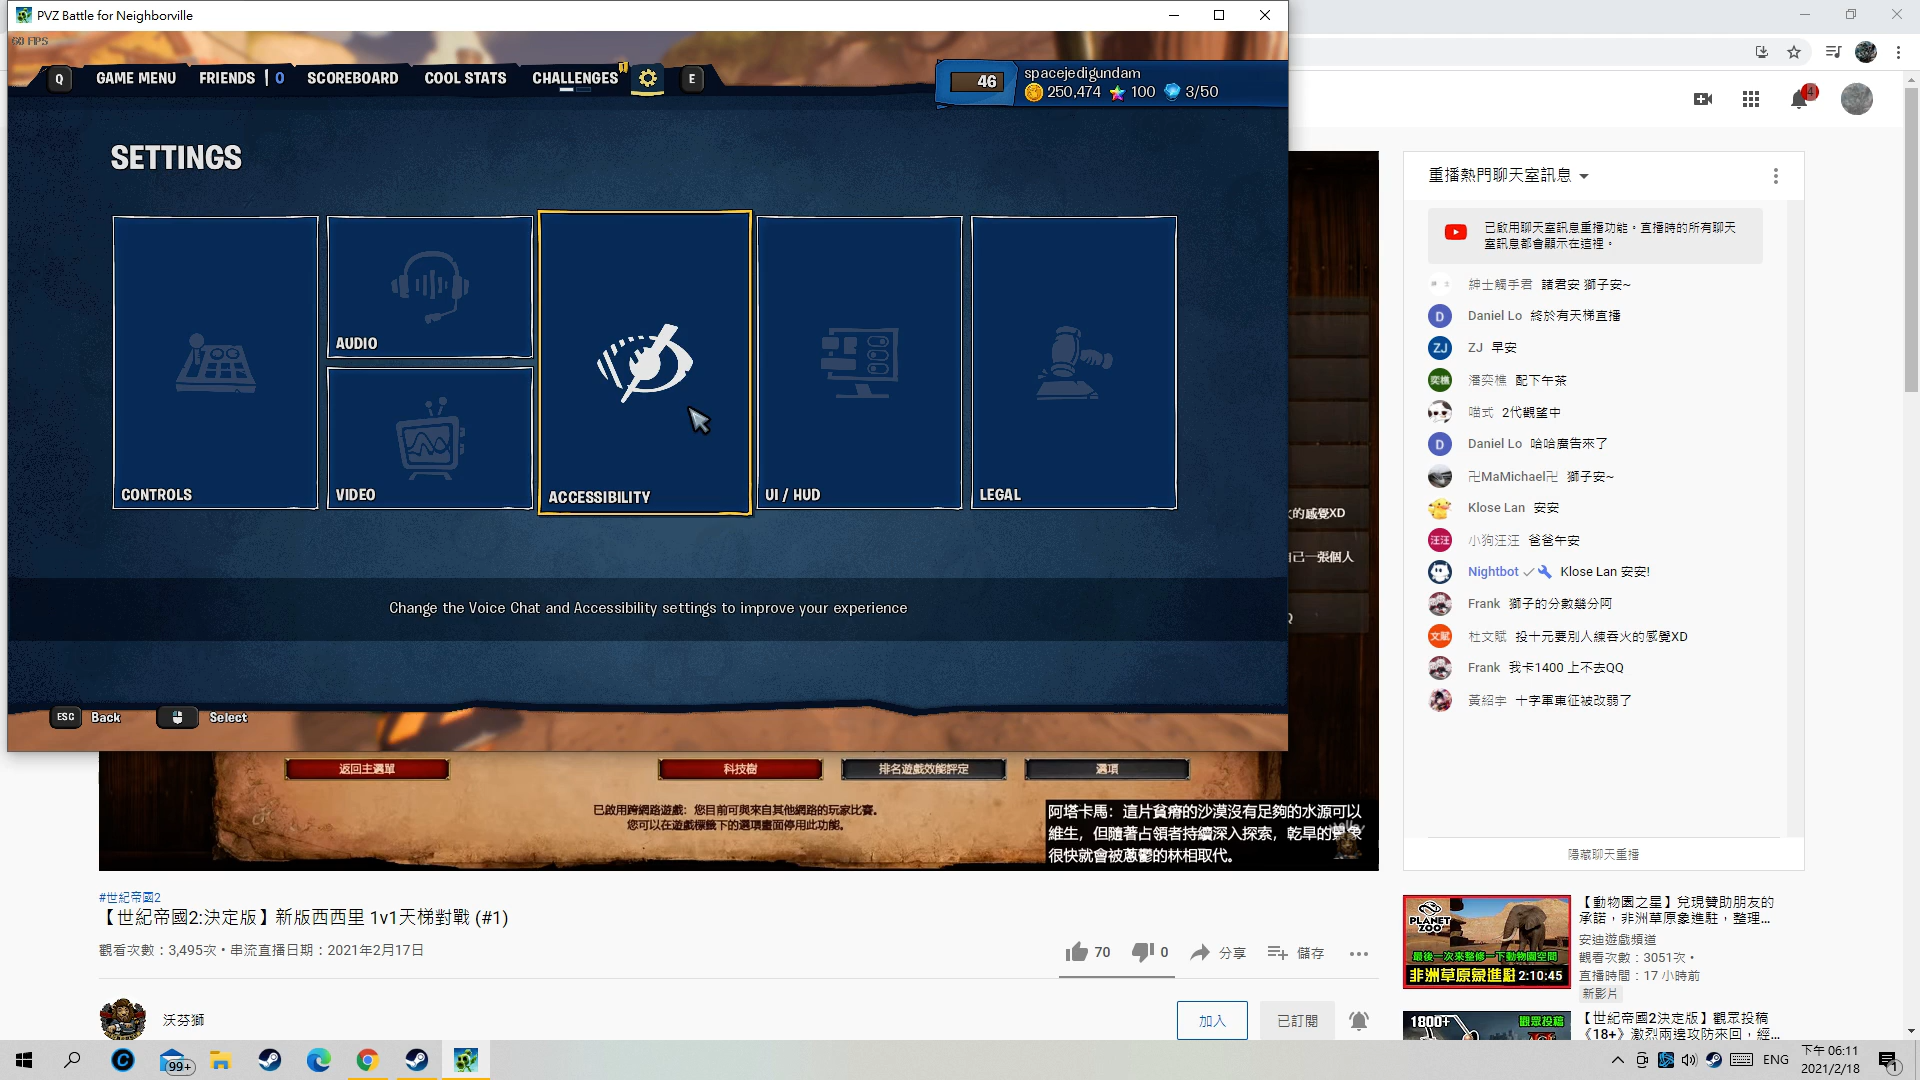 PVZ Battle for Neighborville
60 FPS
Q
GAME MENU
FRIENDS | 0
SCOREBOARD
COOL STATS
CHALLENGES
E
46
spacejedigundam
250,474 100 3/50
SETTINGS
CONTROLS
AUDIO
VIDEO
ACCESSIBILITY
UI / HUD
LEGAL
Change the Voice Chat and Accessibility settings to improve your experience
ESC Back
Select
4
重播熱門聊天室訊息
已啟用聊天室訊息重播功能。直播時的所有聊天
室訊息都會顯示在這裡。
紳士觸手君 諸君安 獅子安~
D Daniel Lo 終於有天梯直播
ZJ ZJ 早安
奕樵 潘奕樵 配下午茶
喵式 2代觀望中
D Daniel Lo 哈哈廣告來了
卍MaMichael卍 獅子安~
Klose Lan 安安
汪汪 小狗汪汪 爸爸午安
Nightbot Klose Lan 安安!
Frank 獅子的分數幾分阿
文賦 杜文賦 投十元要別人練吞火的感覺XD
Frank 我卡1400 上不去QQ
黃紹宇 十字軍東征被改弱了
隱藏聊天重播
的感覺XD
自己一張個人
返回主選單
科技樹
排名遊戲效能評定
選項
已啟用跨網路遊戲：您目前可與來自其他網路的玩家比賽。
您可以在遊戲標籤下的選項畫面停用此功能。
阿塔卡馬：這片貧瘠的沙漠沒有足夠的水源可以
維生，但隨著占領者持續深入探索，乾旱的景象
很快就會被蔥鬱的林相取代。
#世紀帝國2
【世紀帝國2:決定版】新版西西里 1v1天梯對戰 (#1)
觀看次數：3,495次•串流直播日期：2021年2月17日
70
0
分享
儲存
沃芬獅
加入
已訂閱
PLANET ZOO
最後一次來整修一下動物園空間
非洲草原象進駐
2:10:45
【動物園之星】兌現贊助朋友的
承諾，非洲草原象進駐，整理...
安迪遊戲頻道
觀看次數：3051次•
直播時間：17 小時前
新影片
1800+
觀眾投稿
【世紀帝國2決定版】觀眾投稿
《18+》激烈兩邊攻防來回，經...
99+
ENG
下午 06:11
2021/2/18
1